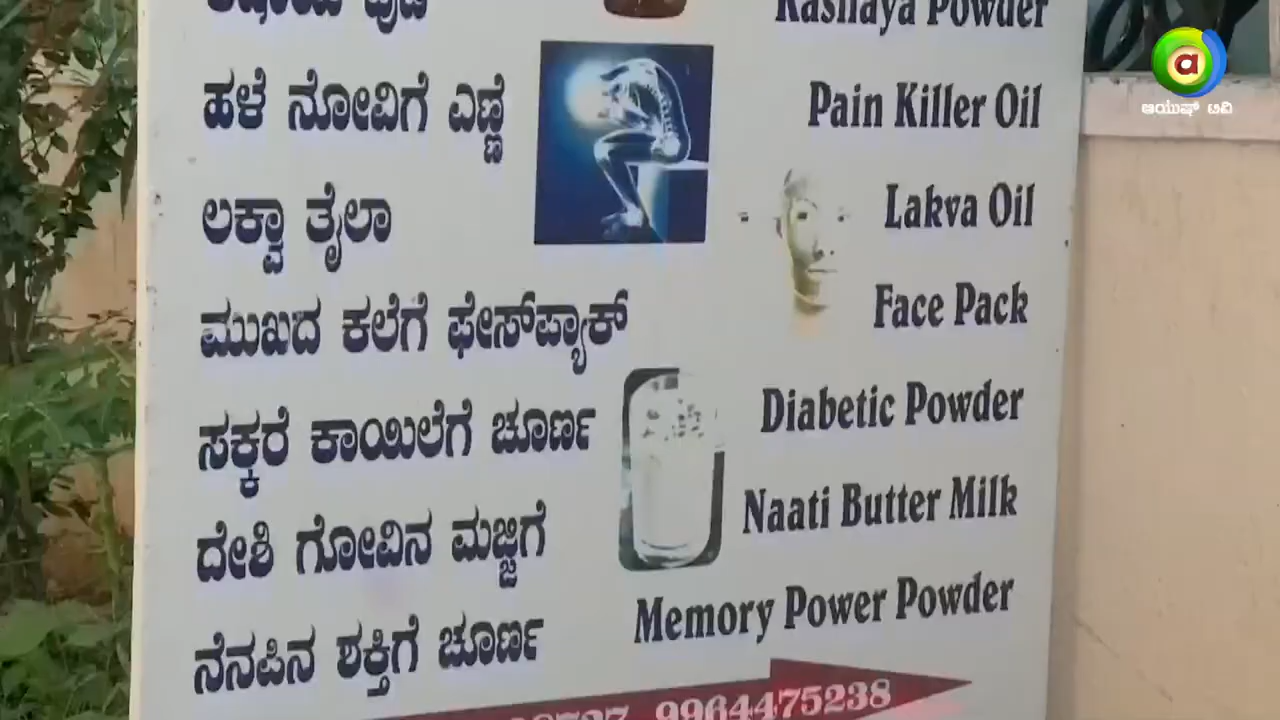 ಕಷಾಯ ಪುಡಿ Kashaya Powder
ಹಳೆ ನೋವಿಗೆ ಎಣ್ಣೆ Pain Killer Oil
ಲಕ್ವಾ ತೈಲಾ Lakva Oil
ಮುಖದ ಕಲೆಗೆ ಫೇಸ್‌ಪ್ಯಾಕ್ Face Pack
ಸಕ್ಕರೆ ಕಾಯಿಲೆಗೆ ಚೂರ್ಣ Diabetic Powder
ದೇಶಿ ಗೋವಿನ ಮಜ್ಜಿಗೆ Naati Butter Milk
ನೆನಪಿನ ಶಕ್ತಿಗೆ ಚೂರ್ಣ Memory Power Powder
9964475238
a
ಆಯುಷ್ ಟಿವಿ